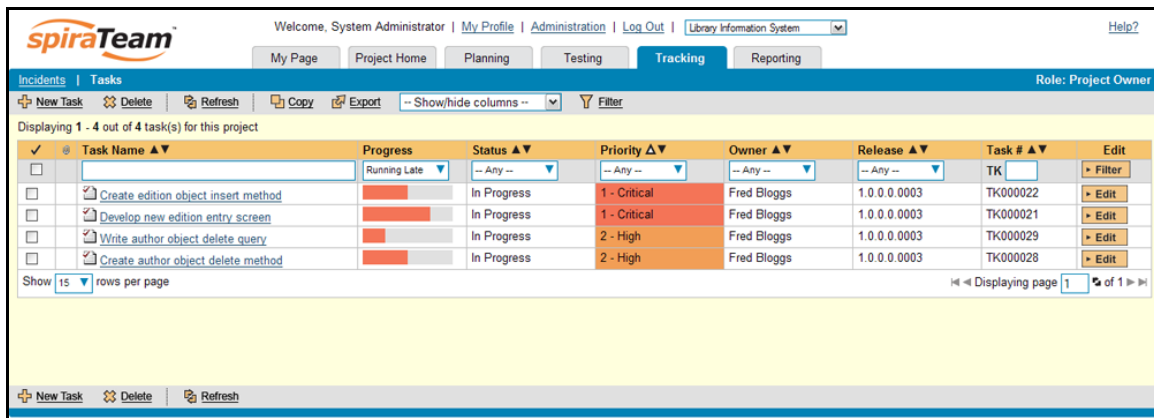 spiraTeam
Welcome, System Administrator | My Profile | Administration | Log Out | Library Information System
Help?
My Page Project Home Planning Testing Tracking Reporting
Incidents | Tasks Role: Project Owner
New Task Delete Refresh Copy Export -- Show/hide columns -- Filter
Displaying 1 - 4 out of 4 task(s) for this project
Task Name ▲▼ Progress Status ▲▼ Priority Δ▼ Owner ▲▼ Release ▲▼ Task # ▲▼ Edit
Running Late -- Any -- -- Any -- -- Any -- -- Any -- TK Filter
Create edition object insert method In Progress 1 - Critical Fred Bloggs 1.0.0.0.0003 TK000022 Edit
Develop new edition entry screen In Progress 1 - Critical Fred Bloggs 1.0.0.0.0003 TK000021 Edit
Write author object delete query In Progress 2 - High Fred Bloggs 1.0.0.0.0003 TK000029 Edit
Create author object delete method In Progress 2 - High Fred Bloggs 1.0.0.0.0003 TK000028 Edit
Show 15 rows per page Displaying page 1 of 1
New Task Delete Refresh